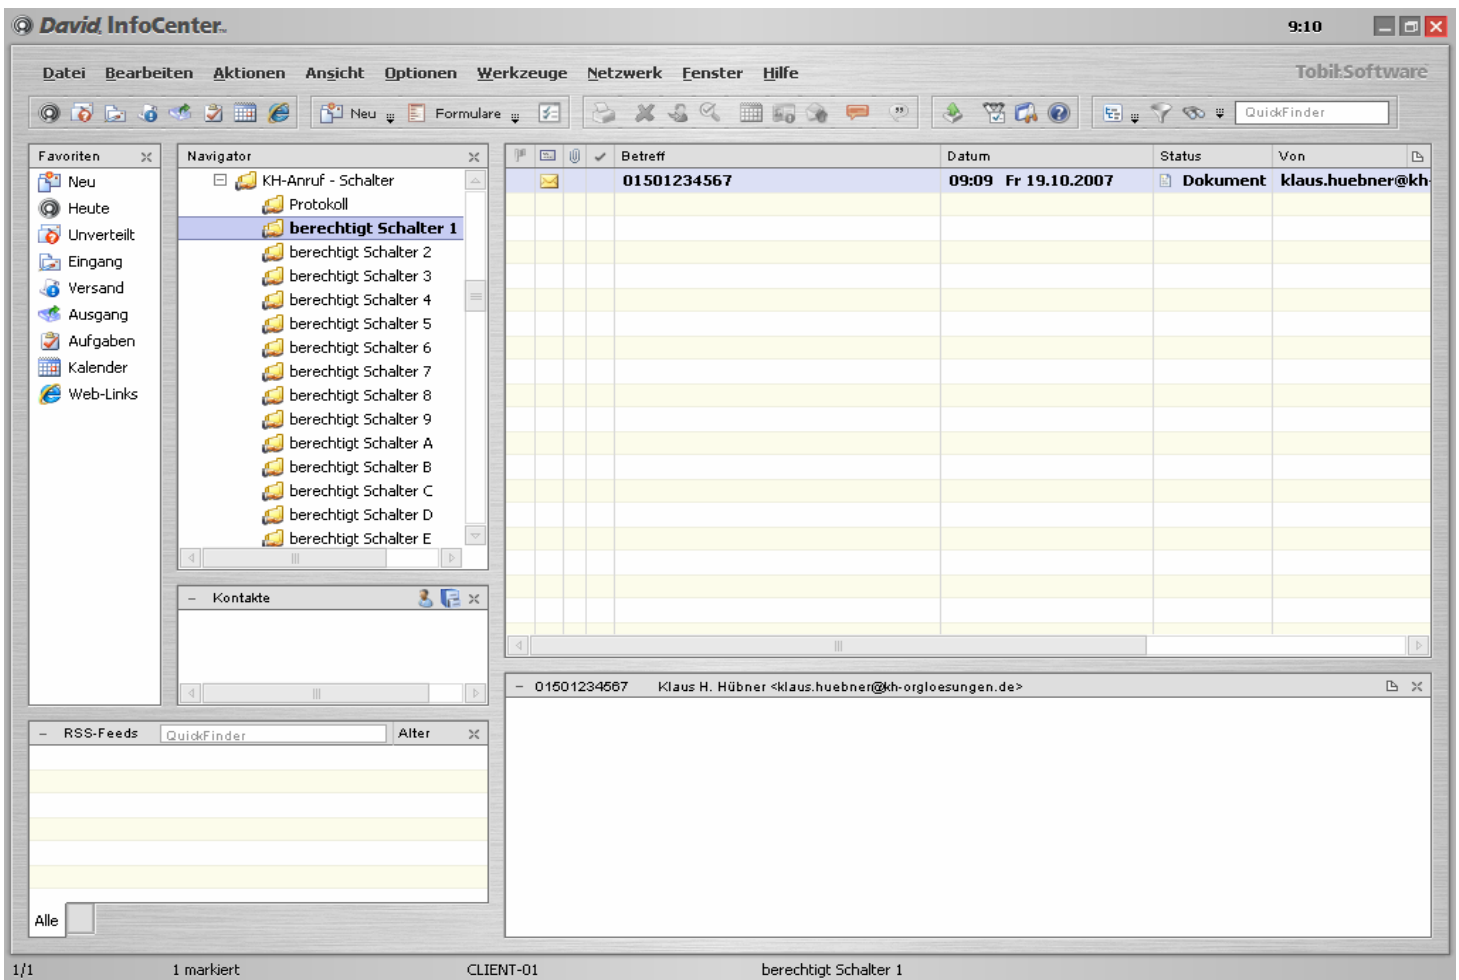 David InfoCenter™ 9:10
Datei Bearbeiten Aktionen Ansicht Optionen Werkzeuge Netzwerk Fenster Hilfe Tobit.Software
Neu Formulare QuickFinder
Favoriten
Neu
Heute
Unverteilt
Eingang
Versand
Ausgang
Aufgaben
Kalender
Web-Links
Navigator
KH-Anruf - Schalter
Protokoll
berechtigt Schalter 1
berechtigt Schalter 2
berechtigt Schalter 3
berechtigt Schalter 4
berechtigt Schalter 5
berechtigt Schalter 6
berechtigt Schalter 7
berechtigt Schalter 8
berechtigt Schalter 9
berechtigt Schalter A
berechtigt Schalter B
berechtigt Schalter C
berechtigt Schalter D
berechtigt Schalter E
Kontakte
RSS-Feeds QuickFinder Alter
Alle
Betreff Datum Status Von
01501234567 09:09 Fr 19.10.2007 Dokument klaus.huebner@kh-
01501234567 Klaus H. Hübner <klaus.huebner@kh-orgloesungen.de>
1/1 1 markiert CLIENT-01 berechtigt Schalter 1